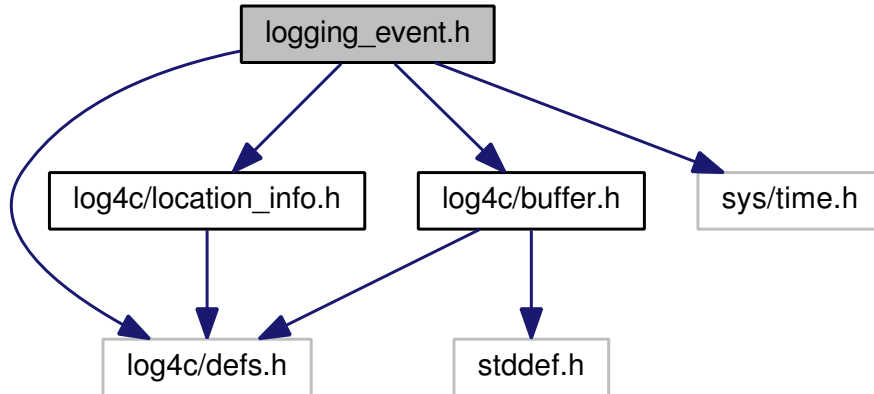 logging_event.h
log4c/location_info.h
log4c/buffer.h
sys/time.h
log4c/defs.h
stddef.h